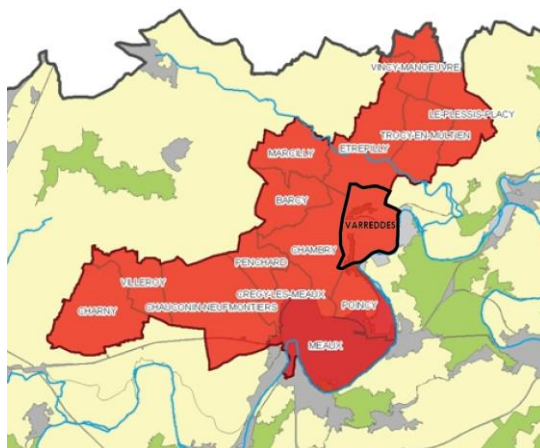 VINCY-MANOEUVRE
LE-PLESSIS-PLACY
TROCY-EN-MULTIEN
ETREPILLY
MARCILLY
BARCY
VARREDDES
CHAMBRY
PENCHARD
VILLEROY
CREGY-LES-MEAUX
CHAUCONIN-NEUFMONTIERS
POINCY
CHARNY
MEAUX